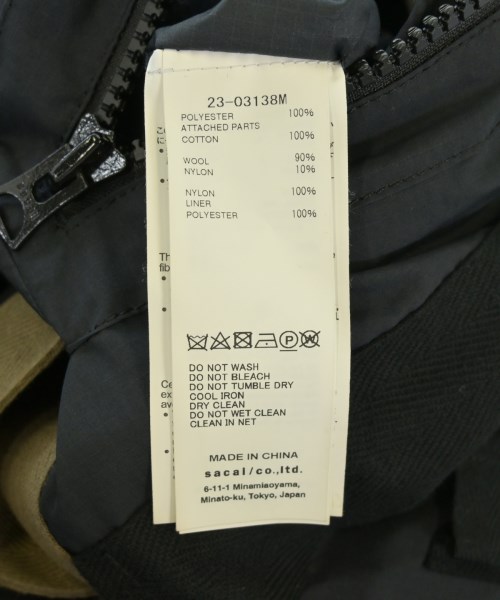 23-03138M
POLYESTER 100%
ATTACHED PARTS
COTTON 100%
WOOL 90%
NYLON 10%
NYLON 100%
LINER
POLYESTER 100%
P
DO NOT WASH
DO NOT BLEACH
DO NOT TUMBLE DRY
COOL IRON
DRY CLEAN
DO NOT WET CLEAN
CLEAN IN NET
MADE IN CHINA
sacai/co.,ltd.
6-11-1 Minamiaoyama,
Minato-ku, Tokyo, Japan